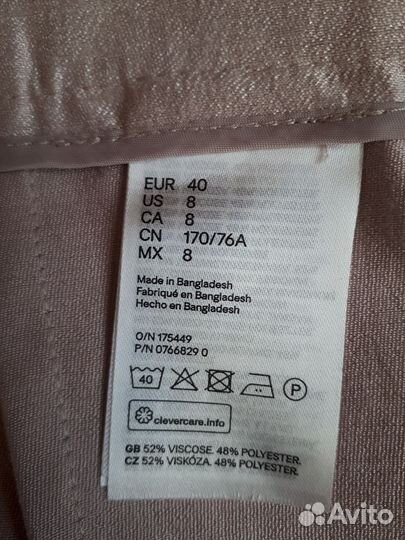 EUR 40
US 8
CA 8
CN 170/76A
MX 8
Made in Bangladesh
Fabriqué en Bangladesh
Hecho en Bangladesh
O/N 175449
P/N 0766829 0
40 P
clevercare.info
GB 52% VISCOSE. 48% POLYESTER.
CZ 52% VISKÓZA. 48% POLYESTER.
Avito